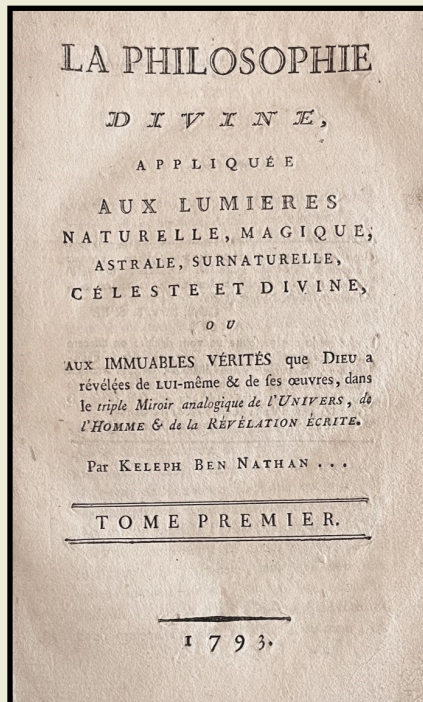 LA PHILOSOPHIE
DIVINE,
APPLIQUÉE
AUX LUMIERES
NATURELLE, MAGIQUE,
ASTRALE, SURNATURELLE,
CÉLESTE ET DIVINE,
OU
AUX IMMUABLES VÉRITÉS que DIEU a
révélées de LUI-même & de ſes œuvres, dans
le triple Miroir analogique de l'UNIVERS, de
l'HOMME & de la RÉVÉLATION ÉCRITE.
Par KELEPH BEN NATHAN . . .
TOME PREMIER.
1793.